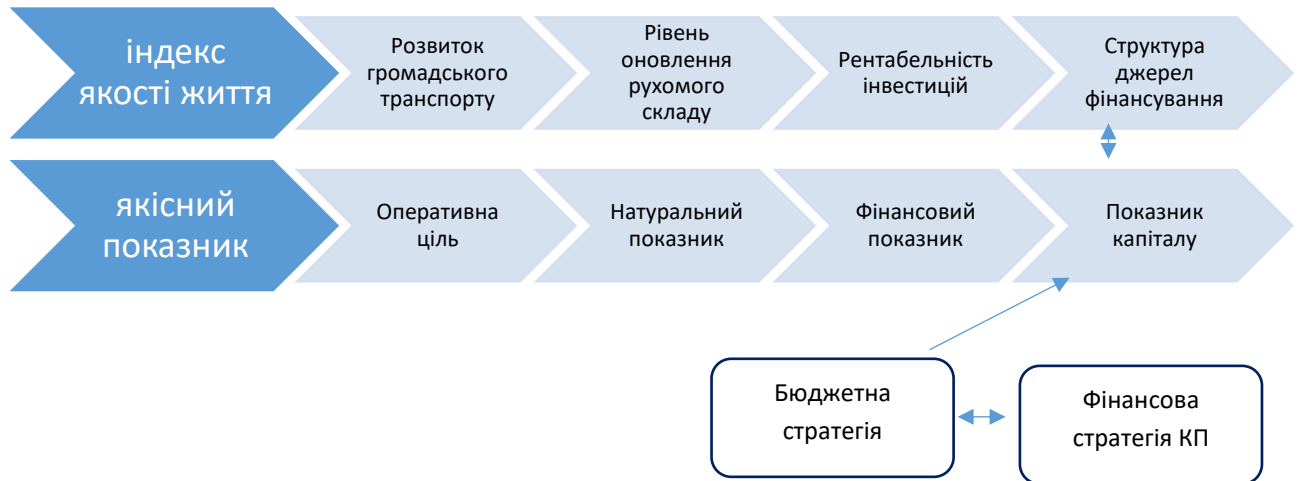 індекс
якості життя
Розвиток
громадського
транспорту
Рівень
оновлення
рухомого
складу
Рентабельність
інвестицій
Структура
джерел
фінансування
якісний
показник
Оперативна
ціль
Натуральний
показник
Фінансовий
показник
Показник
капіталу
Бюджетна
стратегія
Фінансова
стратегія КП